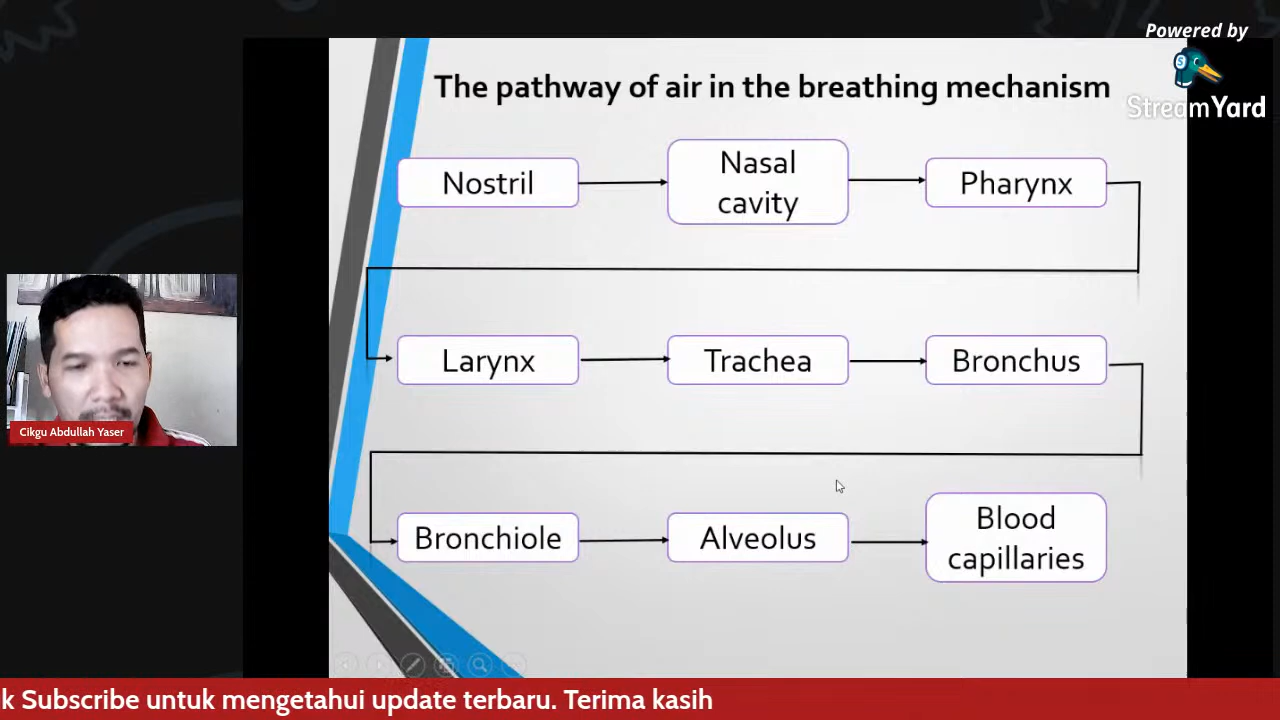 Powered by
StreamYard
The pathway of air in the breathing mechanism
Nostril
Nasal
cavity
Pharynx
Larynx
Trachea
Bronchus
Bronchiole
Alveolus
Blood
capillaries
Cikgu Abdullah Yaser
k Subscribe untuk mengetahui update terbaru. Terima kasih